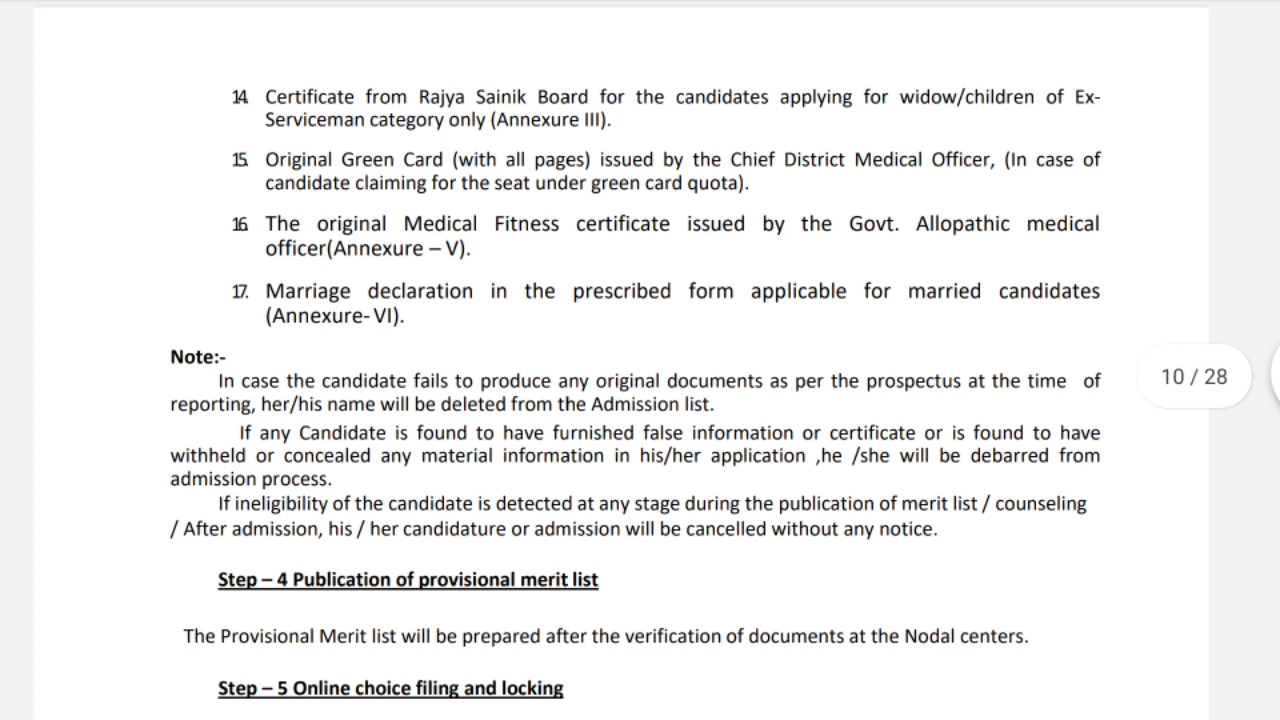 14. Certificate from Rajya Sainik Board for the candidates applying for widow/children of Ex-
Serviceman category only (Annexure III).
15. Original Green Card (with all pages) issued by the Chief District Medical Officer, (In case of
candidate claiming for the seat under green card quota).
16. The original Medical Fitness certificate issued by the Govt. Allopathic medical
officer(Annexure – V).
17. Marriage declaration in the prescribed form applicable for married candidates
(Annexure- VI).
Note:-
In case the candidate fails to produce any original documents as per the prospectus at the time of
reporting, her/his name will be deleted from the Admission list.
10 / 28
If any Candidate is found to have furnished false information or certificate or is found to have
withheld or concealed any material information in his/her application ,he /she will be debarred from
admission process.
If ineligibility of the candidate is detected at any stage during the publication of merit list / counseling
/ After admission, his / her candidature or admission will be cancelled without any notice.
Step – 4 Publication of provisional merit list
The Provisional Merit list will be prepared after the verification of documents at the Nodal centers.
Step – 5 Online choice filing and locking